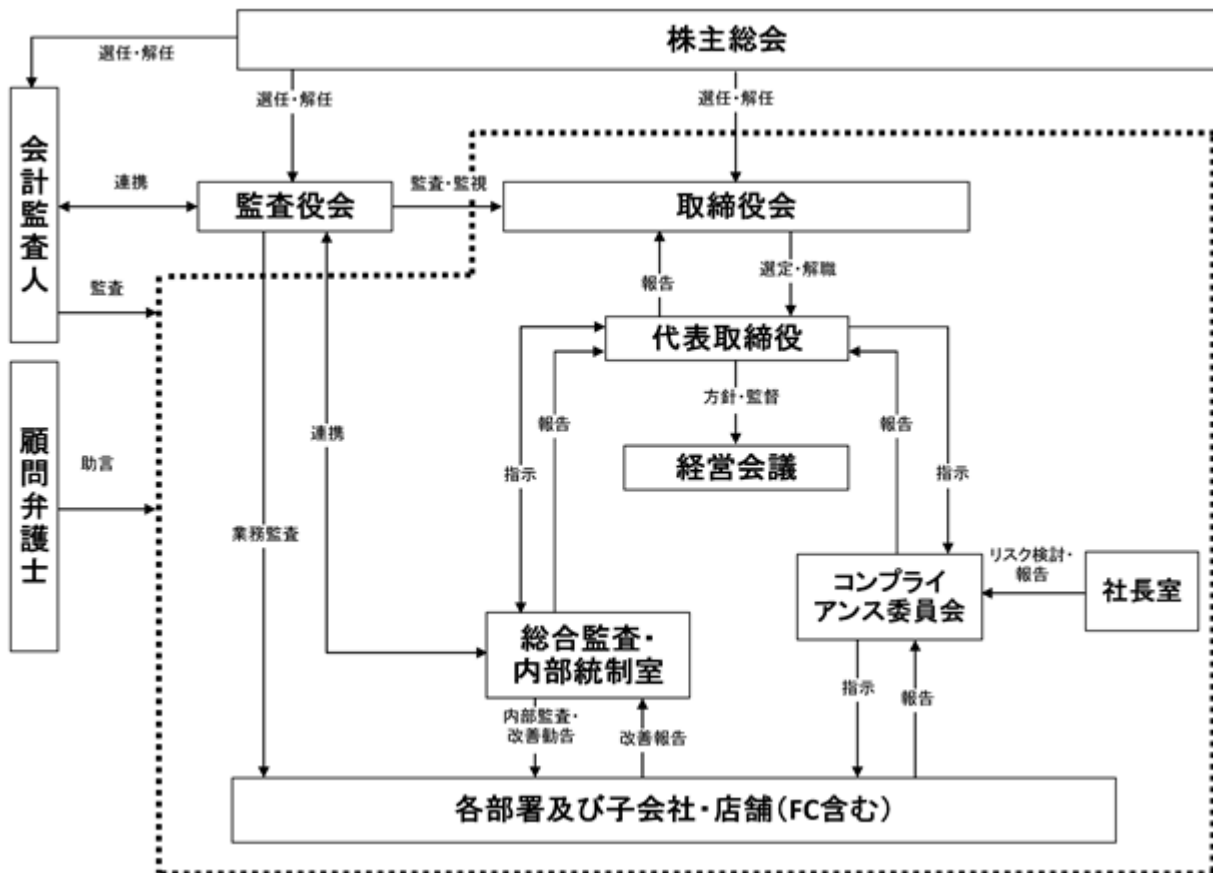 株主総会
選任・解任
選任・解任
選任・解任
会計監査人
連携
監査役会
監査・監視
取締役会
監査
報告
選定・解職
代表取締役
方針・監督
経営会議
顧問弁護士
助言
業務監査
連携
指示
報告
報告
指示
リスク検討・
報告
社長室
コンプライ
アンス委員会
総合監査・
内部統制室
内部監査・
改善勧告
改善報告
指示
報告
各部署及び子会社・店舗(FC含む)